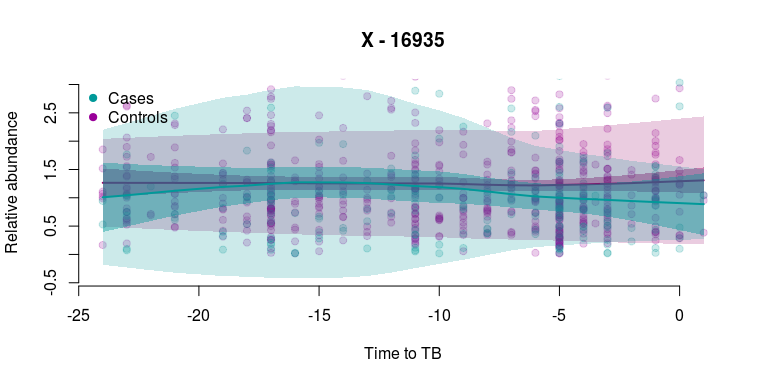 X - 16935
Cases
Controls
Relative abundance
2.5
1.5
0.5
-0.5
-25 -20 -15 -10 -5 0
Time to TB